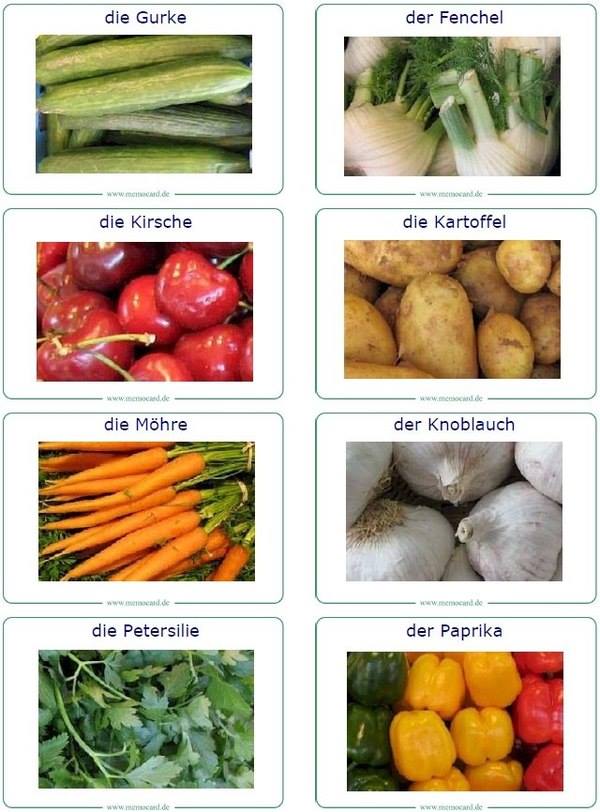 die Gurke
der Fenchel
www.memocard.de
www.memocard.de
die Kirsche
die Kartoffel
www.memocard.de
www.memocard.de
die Möhre
der Knoblauch
www.memocard.de
www.memocard.de
die Petersilie
der Paprika
www.memocard.de
www.memocard.de